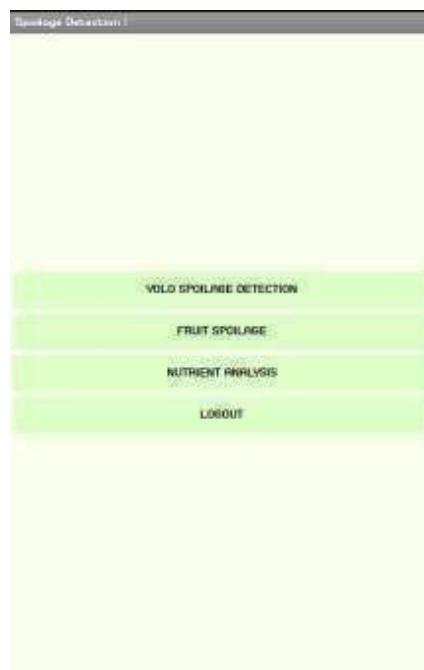 Spoilage Detection !
YOLO SPOILAGE DETECTION
FRUIT SPOILAGE
NUTRIENT ANALYSIS
LOGOUT